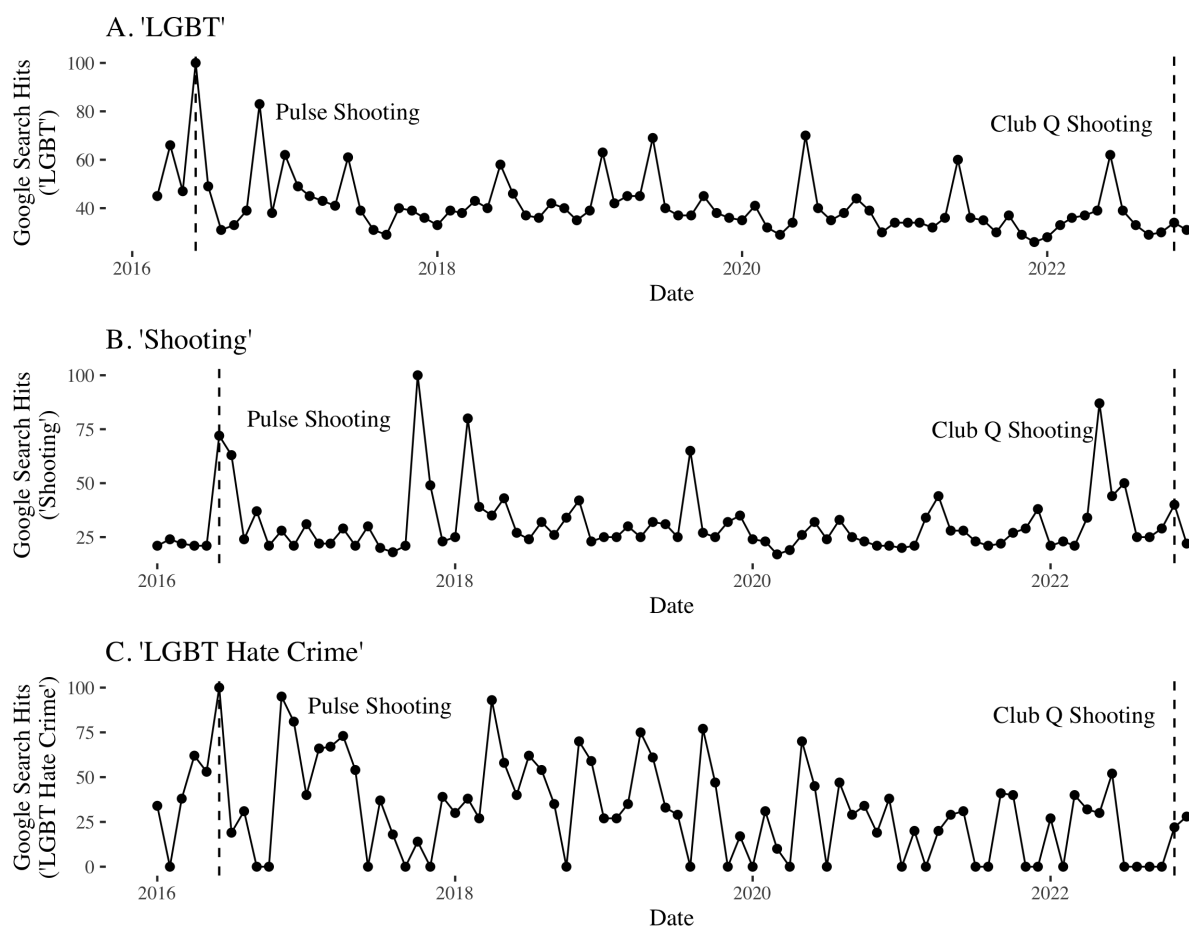 A. 'LGBT'
Google Search Hits
('LGBT')
100
80
60
40
Pulse Shooting
Club Q Shooting
2016
2018
2020
2022
Date
B. 'Shooting'
Google Search Hits
('Shooting')
100
75
50
25
Pulse Shooting
Club Q Shooting
2016
2018
2020
2022
Date
C. 'LGBT Hate Crime'
Google Search Hits
('LGBT Hate Crime')
100
75
50
25
0
Pulse Shooting
Club Q Shooting
2016
2018
2020
2022
Date